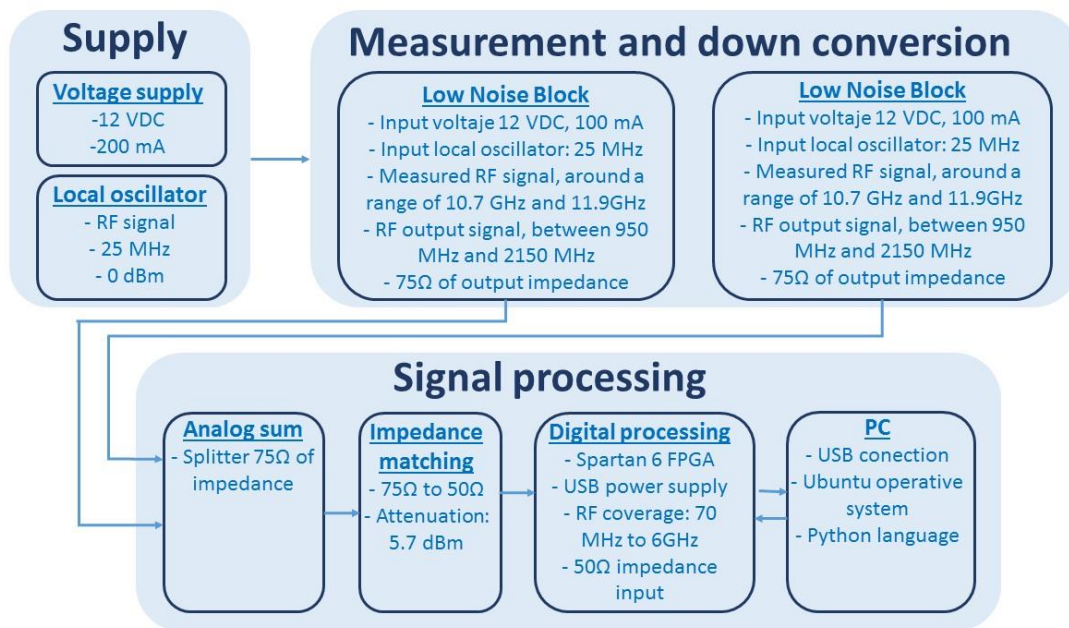 Supply
Voltage supply
-12 VDC
-200 mA
Local oscillator
- RF signal
- 25 MHz
- 0 dBm
Measurement and down conversion
Low Noise Block
- Input voltaje 12 VDC, 100 mA
- Input local oscillator: 25 MHz
- Measured RF signal, around a
range of 10.7 GHz and 11.9GHz
- RF output signal, between 950
MHz and 2150 MHz
- 75Ω of output impedance
Low Noise Block
- Input voltaje 12 VDC, 100 mA
- Input local oscillator: 25 MHz
- Measured RF signal, around a
range of 10.7 GHz and 11.9GHz
- RF output signal, between 950
MHz and 2150 MHz
- 75Ω of output impedance
Signal processing
Analog sum
- Splitter 75Ω of
impedance
Impedance
matching
- 75Ω to 50Ω
- Attenuation:
5.7 dBm
Digital processing
- Spartan 6 FPGA
- USB power supply
- RF coverage: 70
MHz to 6GHz
- 50Ω impedance
input
PC
- USB conection
- Ubuntu operative
system
- Python language